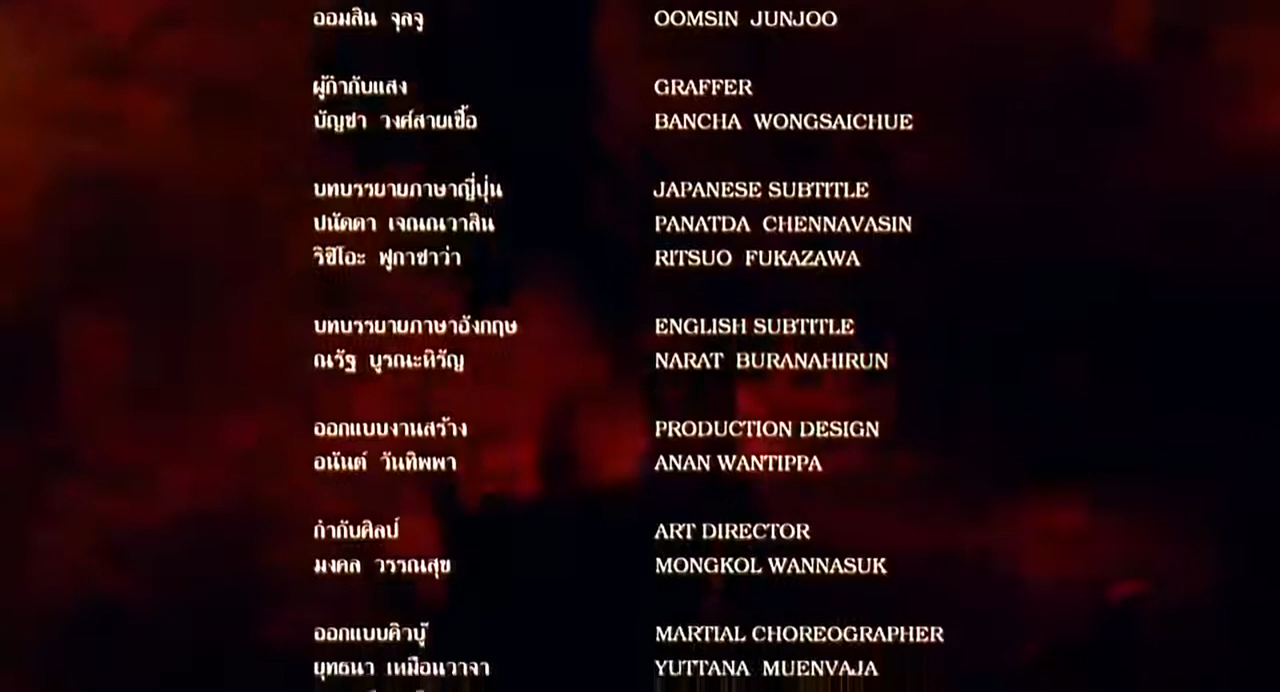 ออมสิน จุลจู OOMSIN JUNJOO
ผู้กำกับแสง GRAFFER
บัญชา วงศ์สายเชื้อ BANCHA WONGSAICHUE
บทบรรยายภาษาญี่ปุ่น JAPANESE SUBTITLE
ปนัดดา เจณณวาสิน PANATDA CHENNAVASIN
ริซึโอะ ฟูกาซาว่า RITSUO FUKAZAWA
บทบรรยายภาษาอังกฤษ ENGLISH SUBTITLE
ณรัฐ บูรณะหิรัญ NARAT BURANAHIRUN
ออกแบบงานสร้าง PRODUCTION DESIGN
อนันต์ วันทิพพา ANAN WANTIPPA
กำกับศิลป์ ART DIRECTOR
มงคล วรรณสุข MONGKOL WANNASUK
ออกแบบคิวบู๊ MARTIAL CHOREOGRAPHER
ยุทธนา เหมือนวาจา YUTTANA MUENVAJA